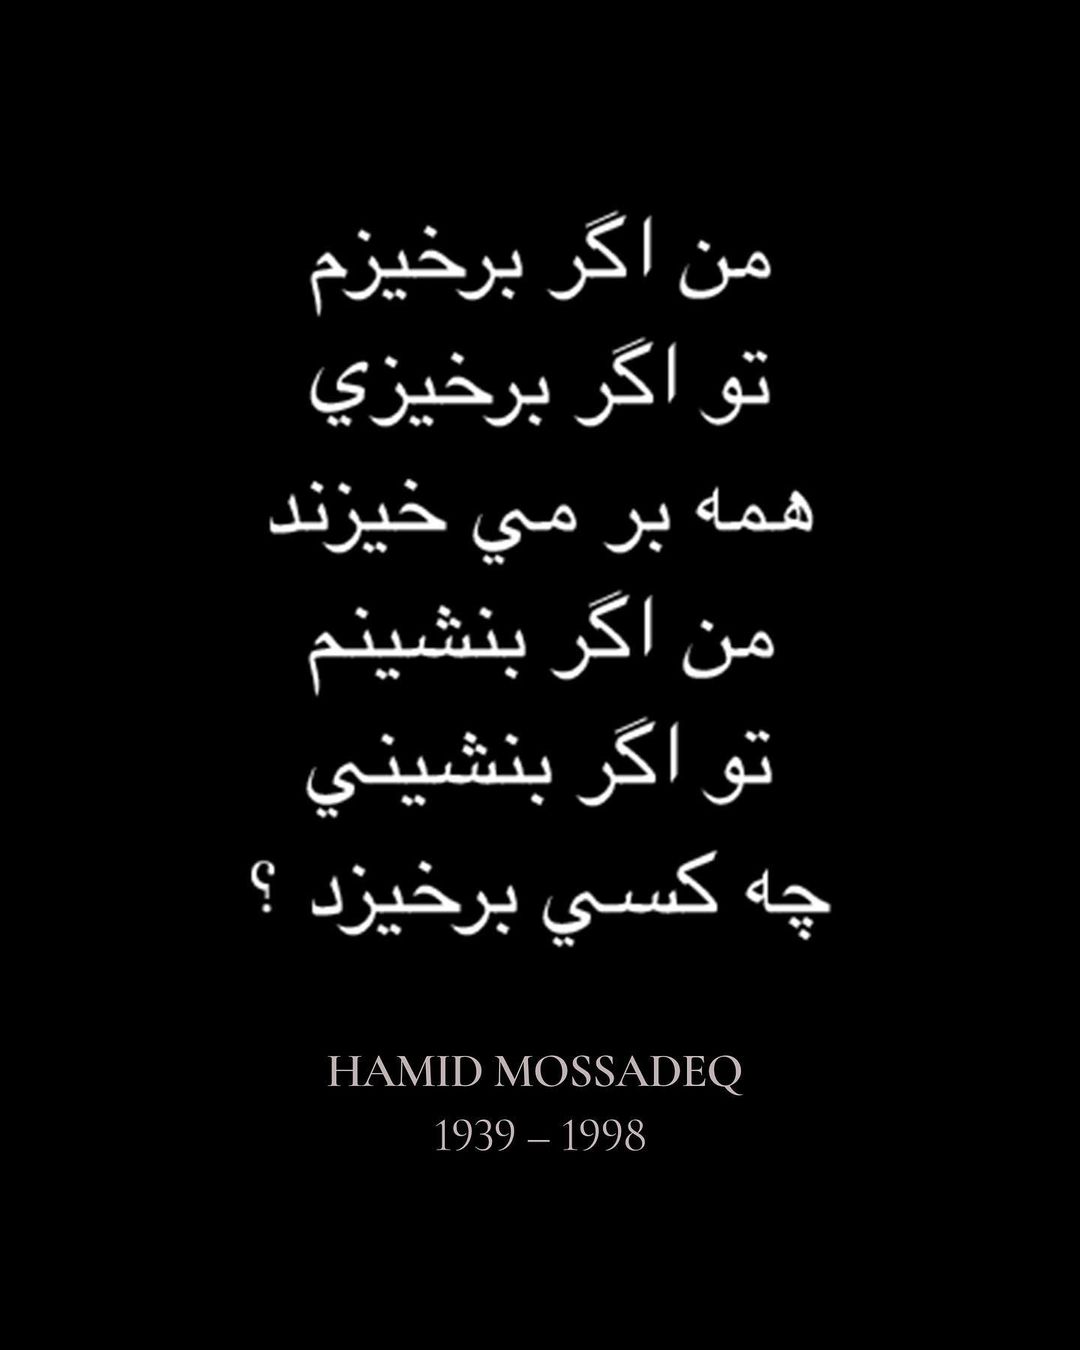 من اگر برخيزم
تو اگر برخيزي
همه بر مي خيزند
من اگر بنشينم
تو اگر بنشيني
چه كسي برخيزد ؟
HAMID MOSSADEQ
1939 – 1998